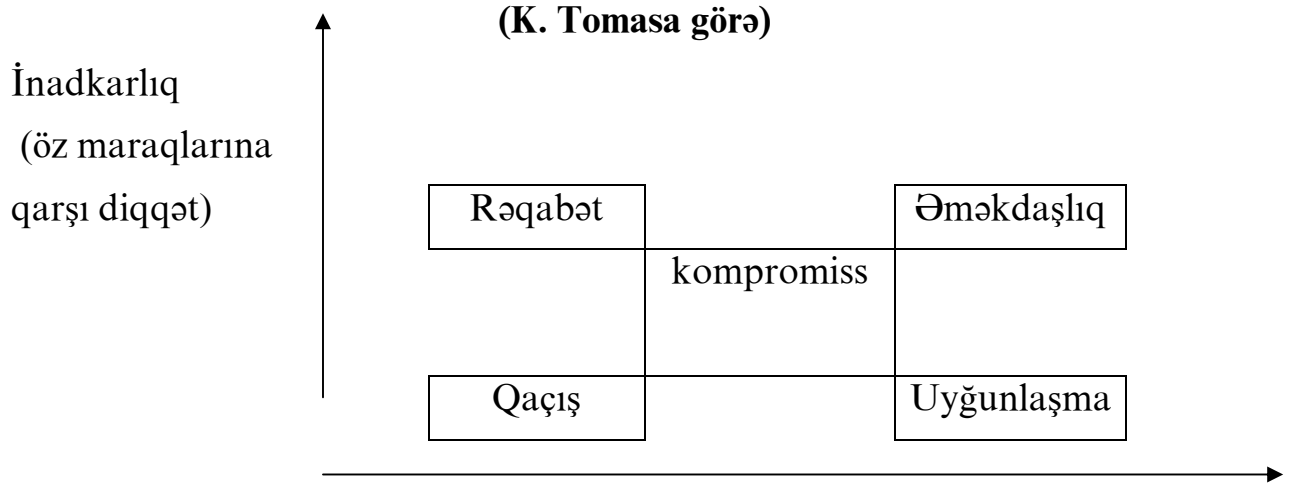 (K. Tomasa görə)
İnadkarlıq
(öz maraqlarına
qarşı diqqət)
Rəqabət
Əməkdaşlıq
kompromiss
Qaçış
Uyğunlaşma